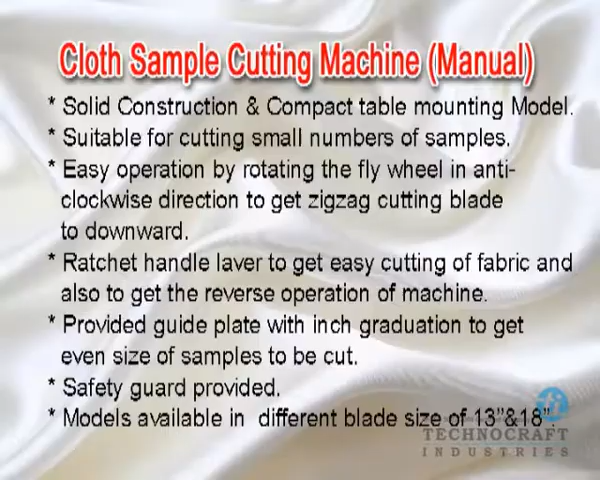 Cloth Sample Cutting Machine (Manual)
* Solid Construction & Compact table mounting Model.
* Suitable for cutting small numbers of samples.
* Easy operation by rotating the fly wheel in anti-
clockwise direction to get zigzag cutting blade
to downward.
* Ratchet handle laver to get easy cutting of fabric and
also to get the reverse operation of machine.
* Provided guide plate with inch graduation to get
even size of samples to be cut.
* Safety guard provided.
* Models available in  different blade size of 13"&18".
TECHNOCRAFT
INDUSTRIES